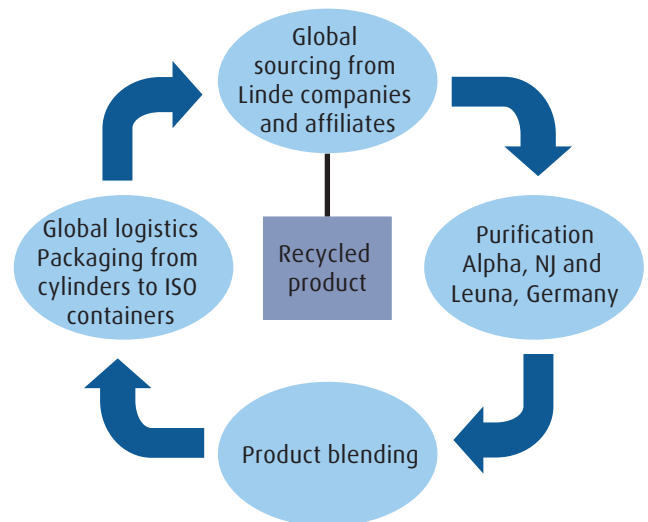 Global
sourcing from
Linde companies
and affiliates
Global logistics
Packaging from
cylinders to ISO
containers
Recycled
product
Purification
Alpha, NJ and
Leuna, Germany
Product blending